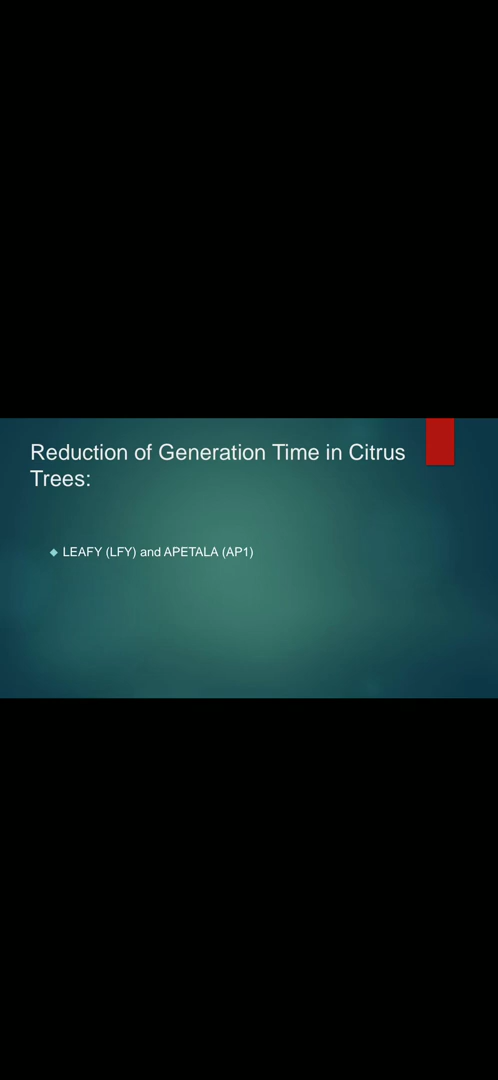 Reduction of Generation Time in Citrus
Trees:
LEAFY (LFY) and APETALA (AP1)